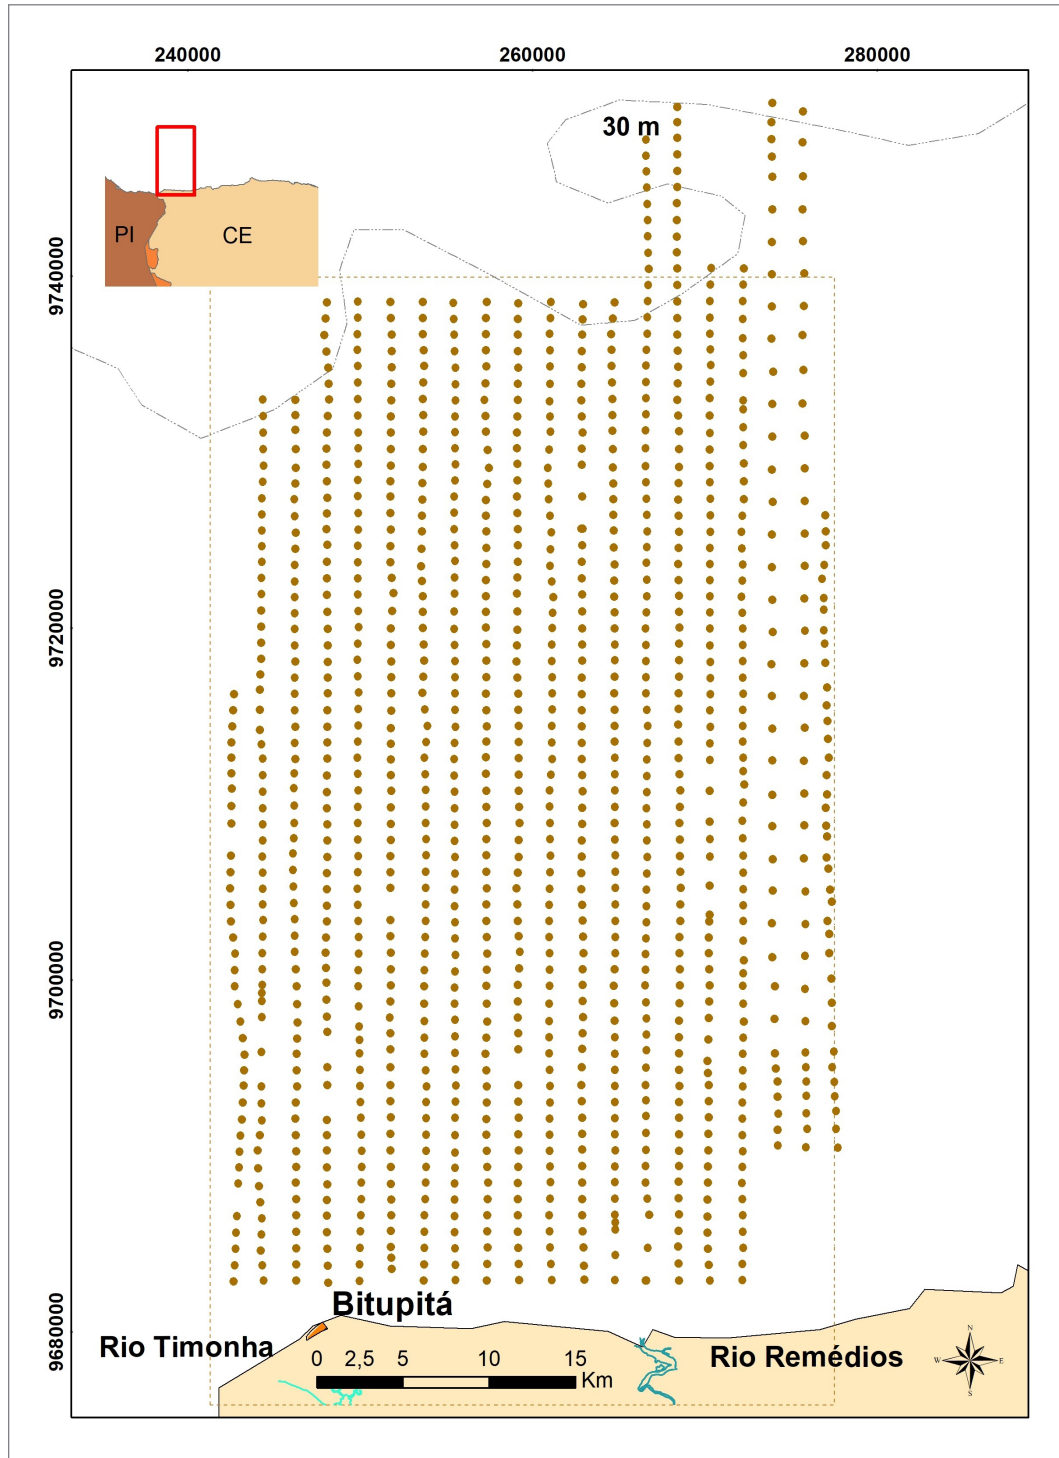 240000 260000 280000
30 m
PI CE
9740000
9720000
9700000
9680000
Bitupitá
Rio Timonha
Rio Remédios
0 2,5 5 10 15
Km
N
W E
S